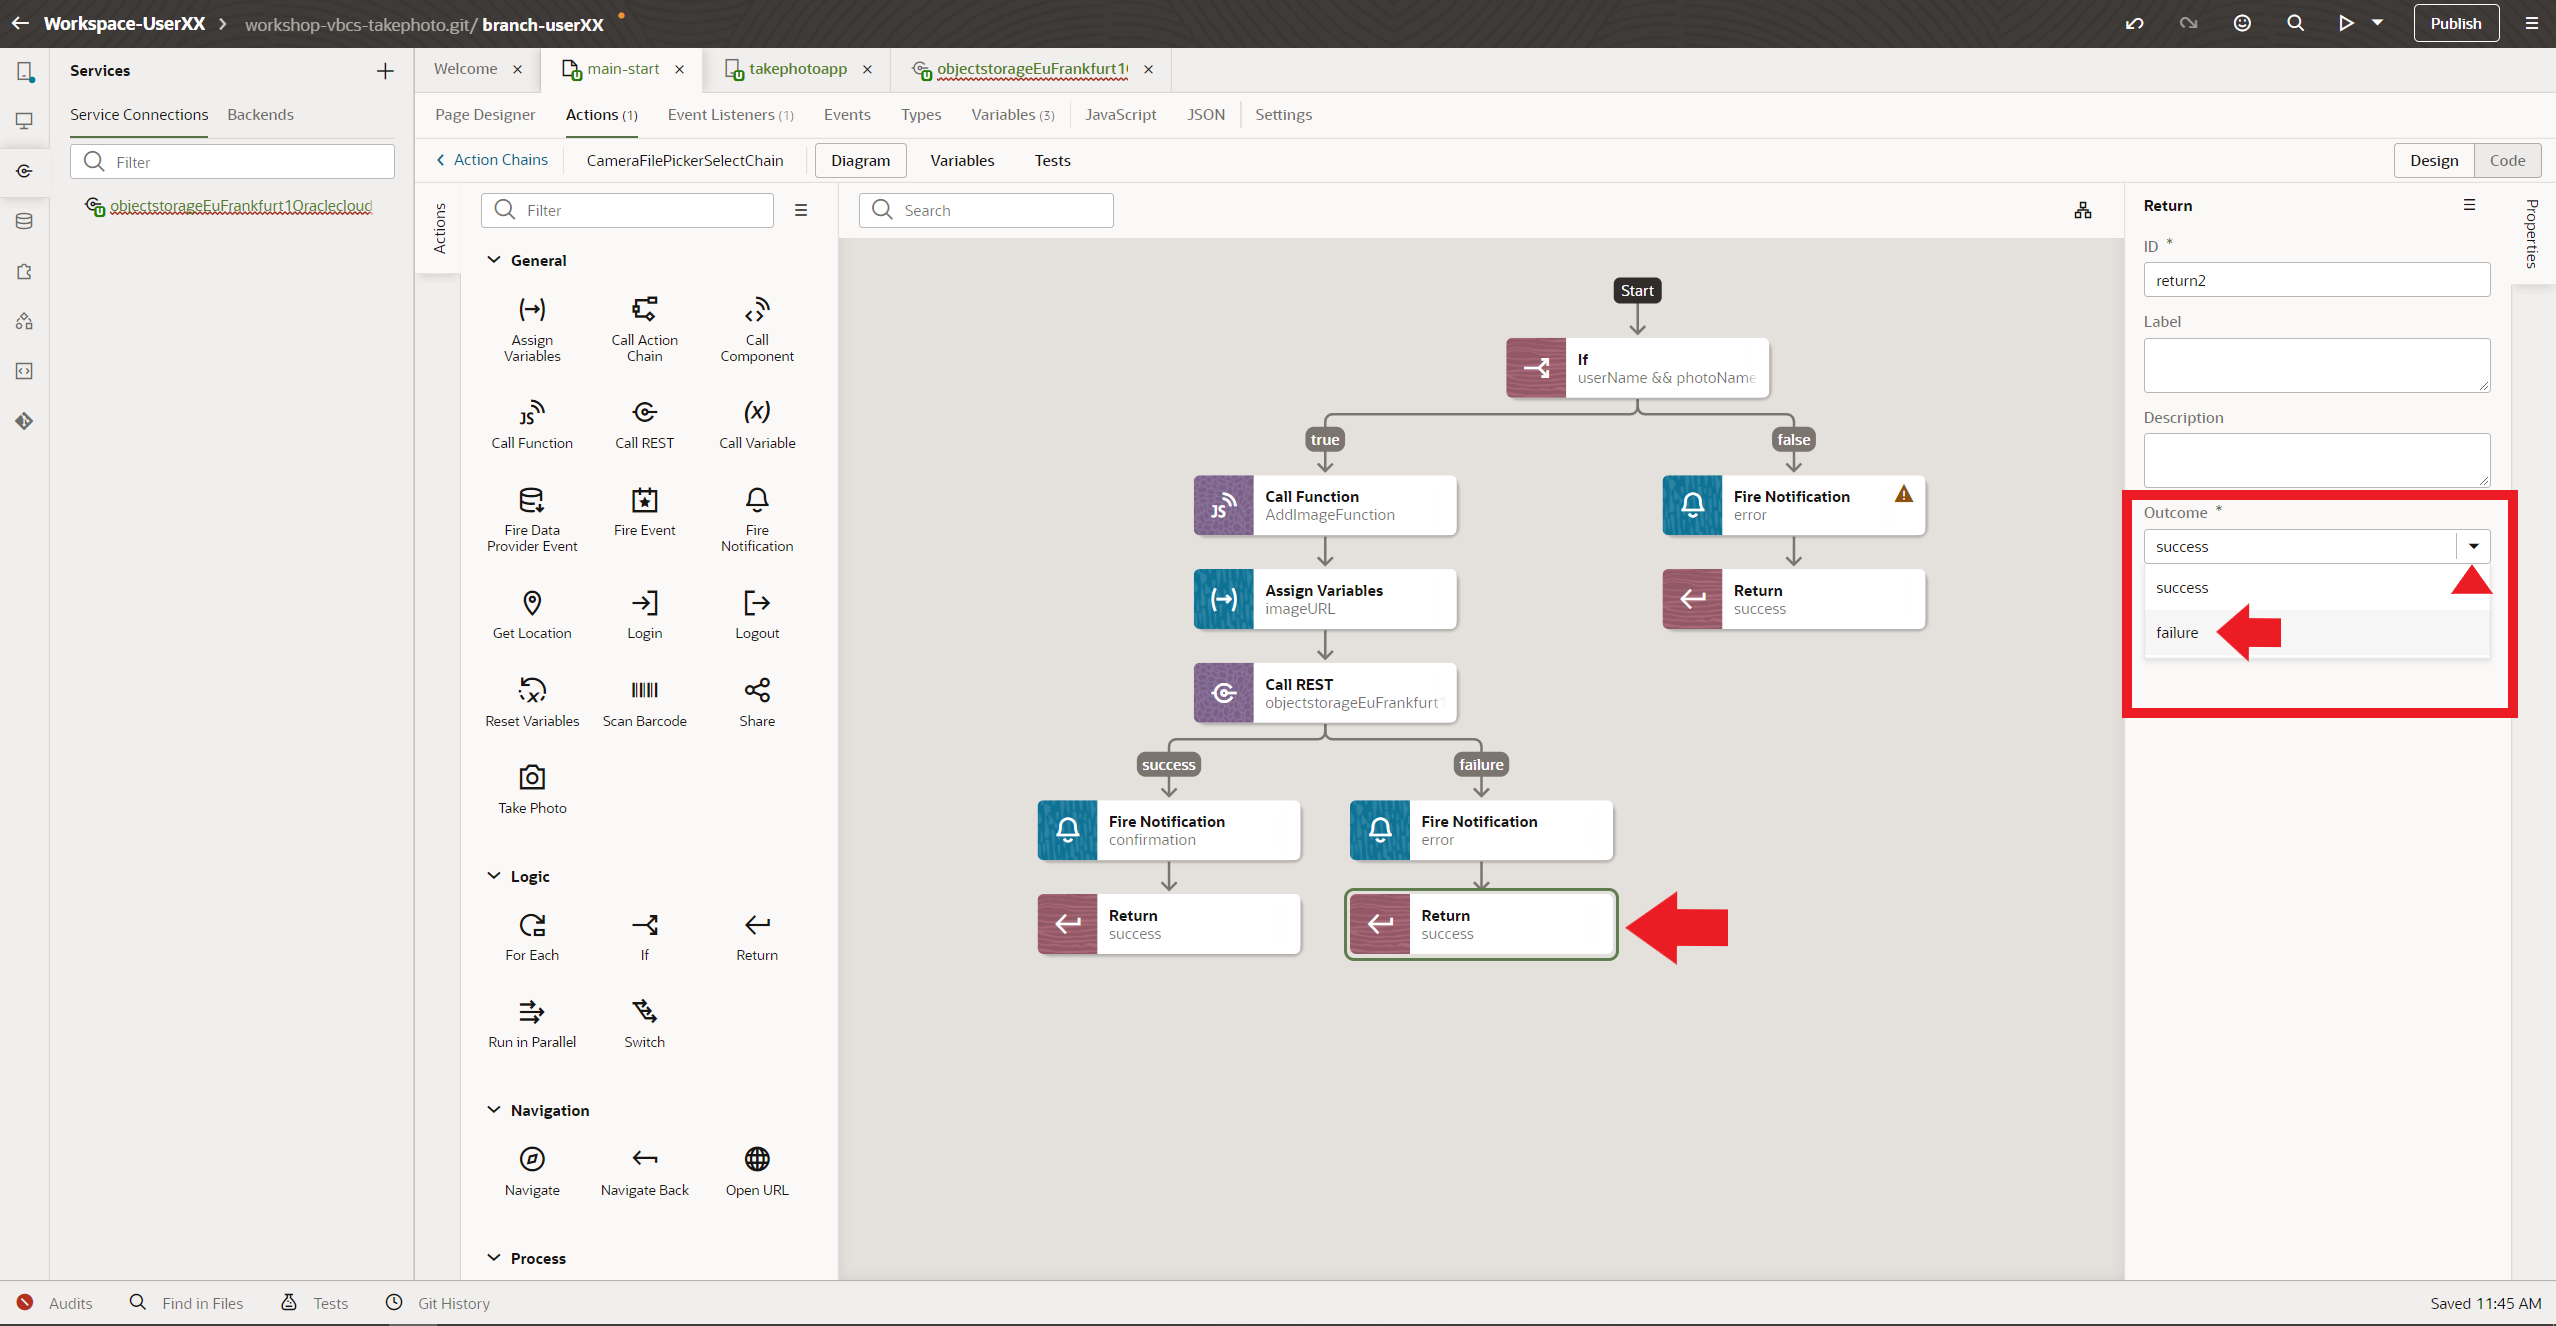 Workspace-UserXX > workshop-vbcs-takephoto.git/ branch-userXX
Publish
Services
Service Connections Backends
Filter
objectstorageEuFrankfurt1Oraclecloud
Welcome
main-start
takephotoapp
objectstorageEuFrankfurt1
Page Designer Actions (1) Event Listeners (1) Events Types Variables (3) JavaScript JSON Settings
Action Chains CameraFilePickerSelectChain Diagram Variables Tests
Design Code
Actions
Filter
Search
General
Assign Variables
Call Action Chain
Call Component
Call Function
Call REST
Call Variable
Fire Data Provider Event
Fire Event
Fire Notification
Get Location
Login
Logout
Reset Variables
Scan Barcode
Share
Take Photo
Logic
For Each
If
Return
Run in Parallel
Switch
Navigation
Navigate
Navigate Back
Open URL
Process
Start
If
userName && photoName
true
false
Call Function
AddImageFunction
Fire Notification
error
Assign Variables
imageURL
Return
success
Call REST
objectstorageEuFrankfurt1
success
failure
Fire Notification
confirmation
Fire Notification
error
Return
success
Return
success
Return
Properties
ID *
return2
Label
Description
Outcome *
success
success
failure
Audits
Find in Files
Tests
Git History
Saved 11:45 AM